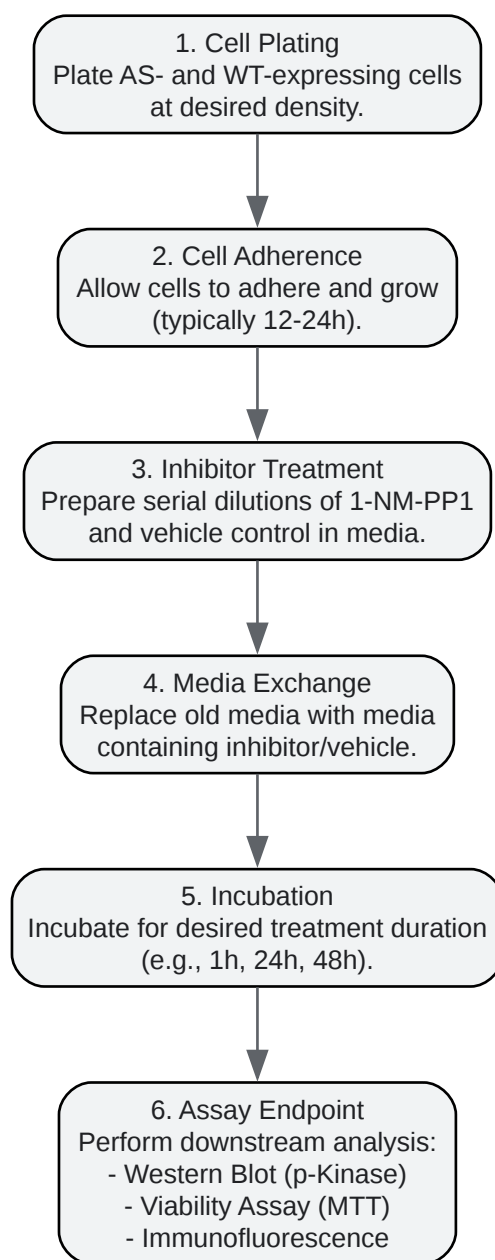 1. Cell Plating
Plate AS- and WT-expressing cells
at desired density.
2. Cell Adherence
Allow cells to adhere and grow
(typically 12-24h).
3. Inhibitor Treatment
Prepare serial dilutions of 1-NM-PP1
and vehicle control in media.
4. Media Exchange
Replace old media with media
containing inhibitor/vehicle.
5. Incubation
Incubate for desired treatment duration
(e.g., 1h, 24h, 48h).
6. Assay Endpoint
Perform downstream analysis:
- Western Blot (p-Kinase)
- Viability Assay (MTT)
- Immunofluorescence